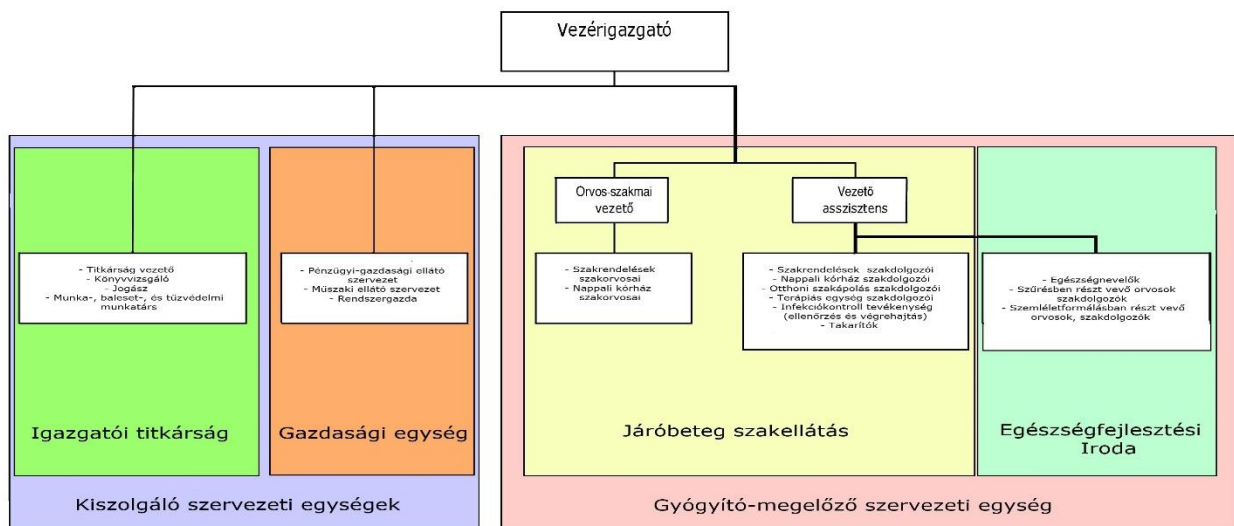 Vezérigazgató
Orvos-szakmai
vezető
Vezető
asszisztens
- Titkárság vezető
- Könyvvizsgáló
- Jogász
- Munka-, baleset-, és tűzvédelmi
munkatárs
- Pénzügyi-gazdasági ellátó
szervezet
- Műszaki ellátó szervezet
- Rendszergazda
- Szakrendelések
szakorvosai
- Nappali kórház
szakorvosai
- Szakrendelések szakdolgozói
- Nappali kórház szakdolgozói
- Otthoni szakápolás szakdolgozói
- Terápiás egység szakdolgozói
- Infekciókontroll tevékenység
(ellenőrzés és végrehajtás)
- Takarítók
- Egészségnevelők
- Szűrésben részt vevő orvosok
szakdolgozók
- Szemléletformálásban részt vevő
orvosok, szakdolgozók
Igazgatói titkárság
Gazdasági egység
Járóbeteg szakellátás
Egészségfejlesztési
Iroda
Kiszolgáló szervezeti egységek
Gyógyító-megelőző szervezeti egység